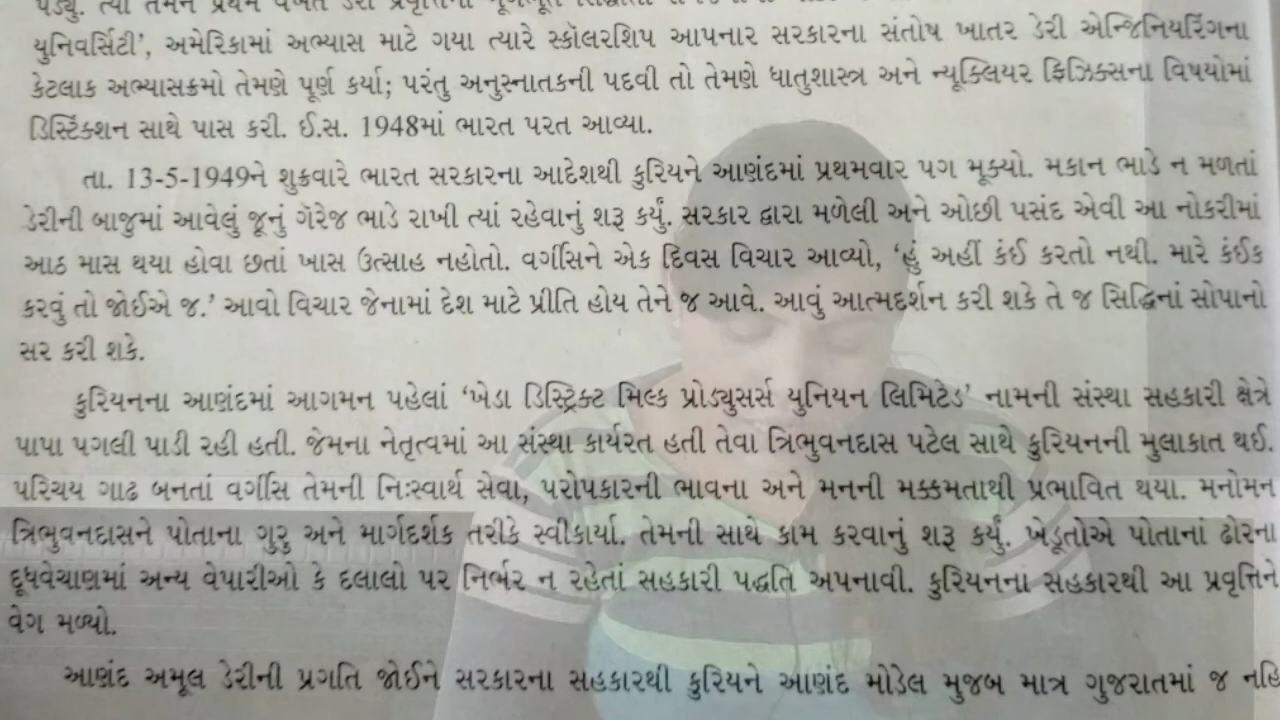 પડ્યું. ત્યાં તેમને પ્રથમ વખત ડેરી પ્રવૃત્તિના
યુનિવર્સિટી', અમેરિકામાં અભ્યાસ માટે ગયા ત્યારે સ્કૉલરશિપ આપનાર સરકારના સંતોષ ખાતર ડેરી એન્જિનિયરિંગના
કેટલાક અભ્યાસક્રમો તેમણે પૂર્ણ કર્યા; પરંતુ અનુસ્નાતકની પદવી તો તેમણે ધાતુશાસ્ત્ર અને ન્યૂક્લિયર ફિઝિક્સના વિષયોમાં
ડિસ્ટિંક્શન સાથે પાસ કરી. ઈ.સ. 1948માં ભારત પરત આવ્યા.
તા. 13-5-1949ને શુક્રવારે ભારત સરકારના આદેશથી કુરિયને આણંદમાં પ્રથમવાર પગ મૂક્યો. મકાન ભાડે ન મળતાં
ડેરીની બાજુમાં આવેલું જૂનું ગૅરેજ ભાડે રાખી ત્યાં રહેવાનું શરૂ કર્યું. સરકાર દ્વારા મળેલી અને ઓછી પસંદ એવી આ નોકરીમાં
આઠ માસ થયા હોવા છતાં ખાસ ઉત્સાહ નહોતો. વર્ગીસને એક દિવસ વિચાર આવ્યો, 'હું અહીં કંઈ કરતો નથી. મારે કંઈક
કરવું તો જોઈએ જ.' આવો વિચાર જેનામાં દેશ માટે પ્રીતિ હોય તેને જ આવે. આવું આત્મદર્શન કરી શકે તે જ સિદ્ધિનાં સોપાનો
સર કરી શકે.
કુરિયનના આણંદમાં આગમન પહેલાં 'ખેડા ડિસ્ટ્રિક્ટ મિલ્ક પ્રોડ્યુસર્સ યુનિયન લિમિટેડ' નામની સંસ્થા સહકારી ક્ષેત્રે
પાપા પગલી પાડી રહી હતી. જેમના નેતૃત્વમાં આ સંસ્થા કાર્યરત હતી તેવા ત્રિભુવનદાસ પટેલ સાથે કુરિયનની મુલાકાત થઈ.
પરિચય ગાઢ બનતાં વર્ગીસ તેમની નિઃસ્વાર્થ સેવા, પરોપકારની ભાવના અને મનની મક્કમતાથી પ્રભાવિત થયા. મનોમન
ત્રિભુવનદાસને પોતાના ગુરુ અને માર્ગદર્શક તરીકે સ્વીકાર્યા. તેમની સાથે કામ કરવાનું શરૂ કર્યું. ખેડૂતોએ પોતાનાં ઢોરના
દૂધવેચાણમાં અન્ય વેપારીઓ કે દલાલો પર નિર્ભર ન રહેતાં સહકારી પદ્ધતિ અપનાવી. કુરિયનના સહકારથી આ પ્રવૃત્તિને
વેગ મળ્યો.
આણંદ અમૂલ ડેરીની પ્રગતિ જોઈને સરકારના સહકારથી કુરિયને આણંદ મોડેલ મુજબ માત્ર ગુજરાતમાં જ નહિ